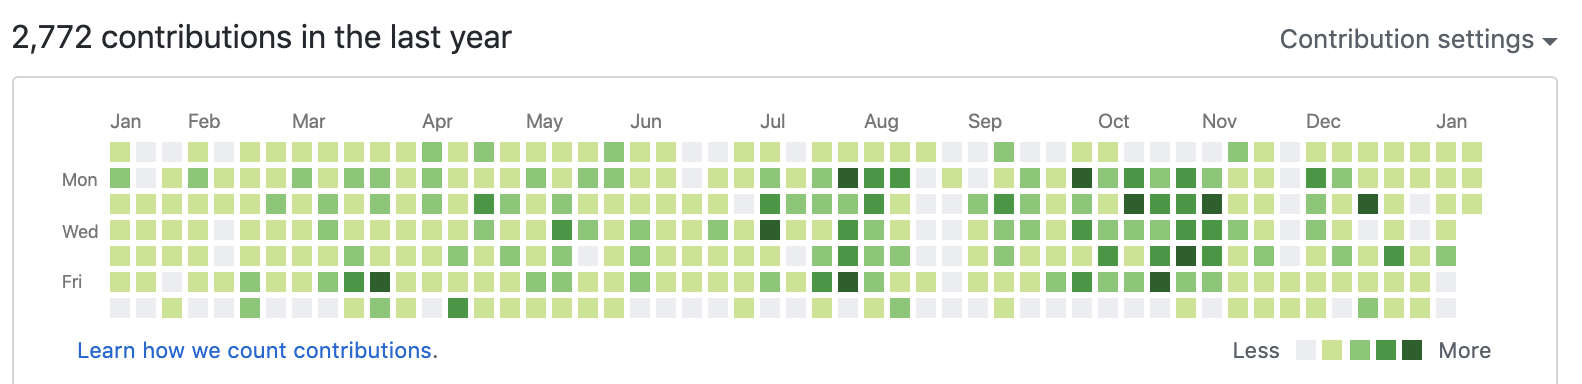 2,772 contributions in the last year
Contribution settings
Jan Feb Mar Apr May Jun Jul Aug Sep Oct Nov Dec Jan
Mon
Wed
Fri
Learn how we count contributions.
Less More